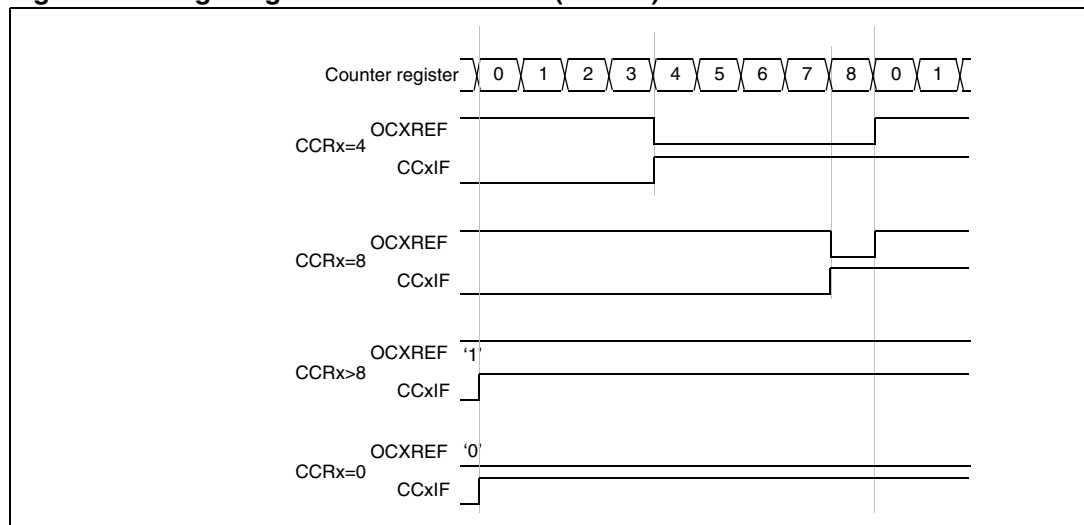 Counter register 0 1 2 3 4 5 6 7 8 0 1
OCXREF
CCRx=4
CCxIF
OCXREF
CCRx=8
CCxIF
OCXREF ‘1’
CCRx>8
CCxIF
OCXREF ‘0’
CCRx=0
CCxIF